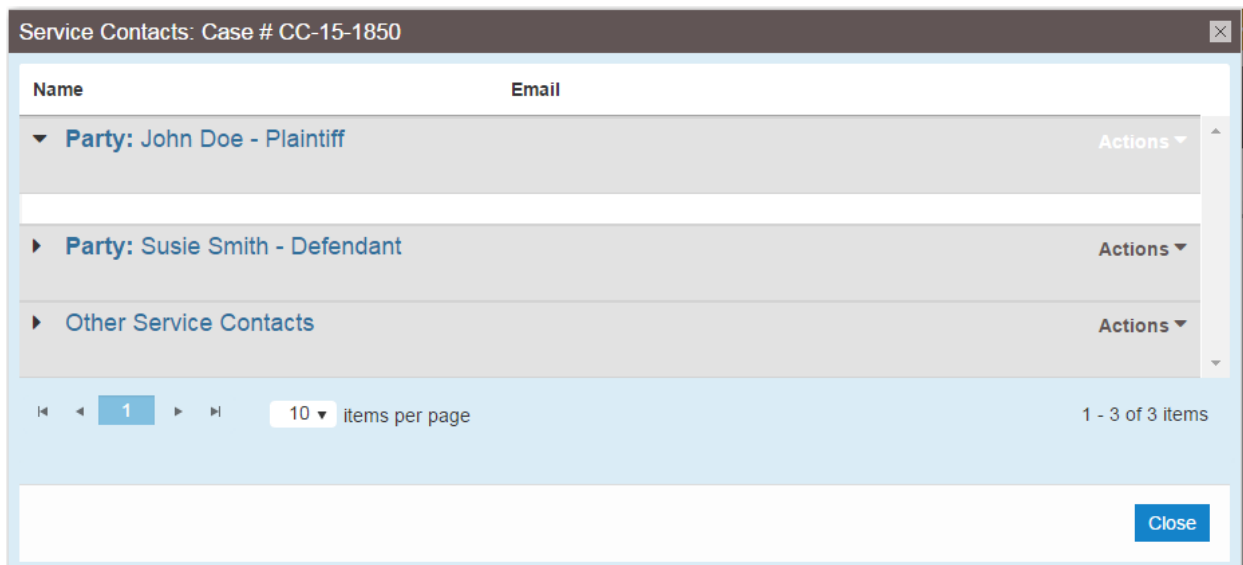 Service Contacts: Case # CC-15-1850
Name Email
Party: John Doe - Plaintiff Actions
Party: Susie Smith - Defendant Actions
Other Service Contacts Actions
1 10 items per page 1 - 3 of 3 items
Close